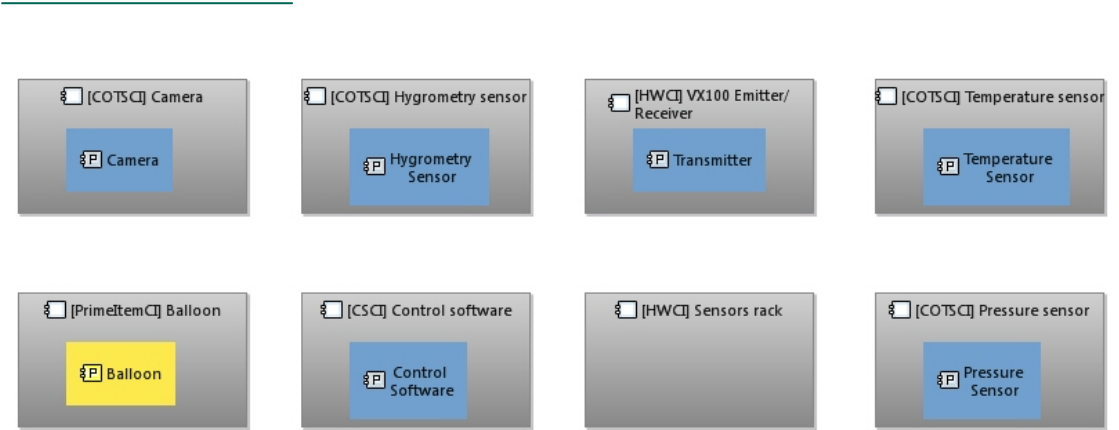 [COTSCI] Camera
P Camera
[COTSCI] Hygrometry sensor
P Hygrometry
Sensor
[HWCI] VX100 Emitter/
Receiver
P Transmitter
[COTSCI] Temperature sensor
P Temperature
Sensor
[PrimeItemCI] Balloon
P Balloon
[CSCI] Control software
P Control
Software
[HWCI] Sensors rack
[COTSCI] Pressure sensor
P Pressure
Sensor